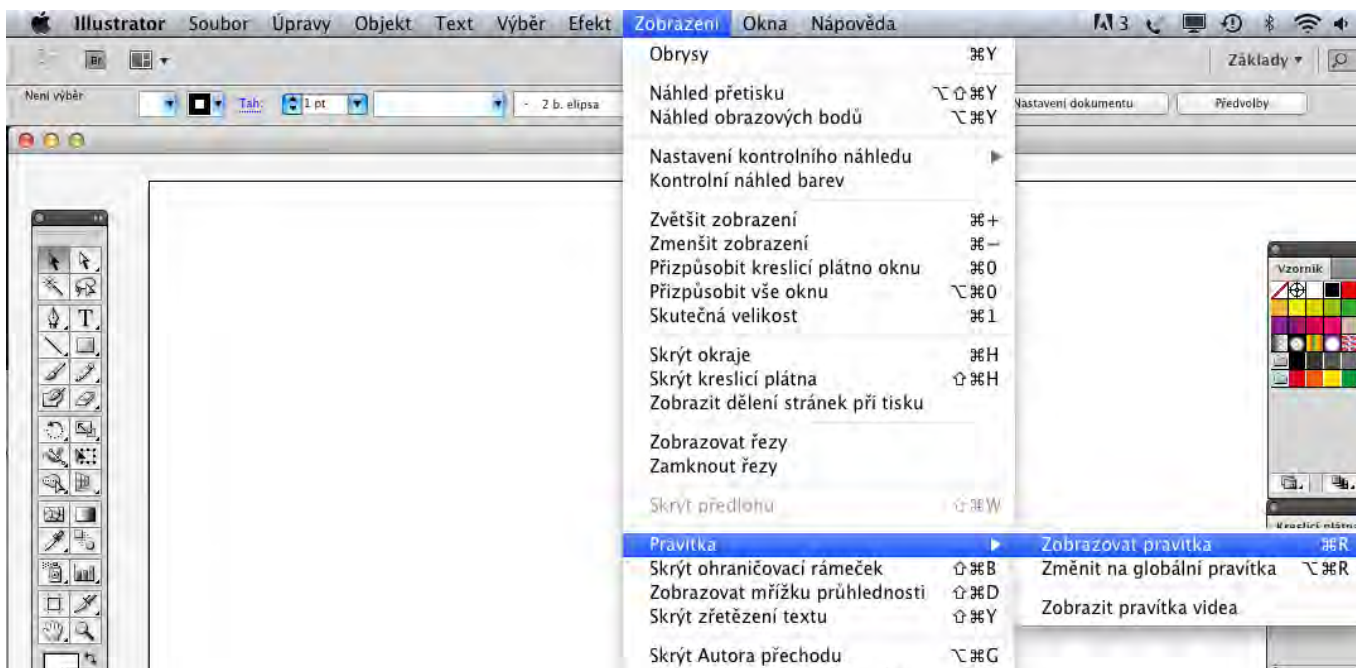 Illustrator Soubor Úpravy Objekt Text Výběr Efekt Zobrazení Okna Nápověda 3
Br Základy
Není výběr Tah: 1 pt - 2 b. elipsa Nastavení dokumentu Předvolby
Obrysy ⌘Y
Náhled přetisku ⌥⇧⌘Y
Náhled obrazových bodů ⌥⌘Y
Nastavení kontrolního náhledu
Kontrolní náhled barev
Zvětšit zobrazení ⌘+
Zmenšit zobrazení ⌘−
Přizpůsobit kreslicí plátno oknu ⌘0
Přizpůsobit vše oknu ⌥⌘0
Skutečná velikost ⌘1
Skrýt okraje ⌘H
Skrýt kreslicí plátna ⇧⌘H
Zobrazit dělení stránek při tisku
Zobrazovat řezy
Zamknout řezy
Skrýt předlohu ⇧⌘W
Pravítka
Skrýt ohraničovací rámeček ⇧⌘B
Zobrazovat mřížku průhlednosti ⇧⌘D
Skrýt zřetězení textu ⇧⌘Y
Skrýt Autora přechodu ⌥⌘G
Zobrazovat pravítka ⌘R
Změnit na globální pravítka ⌥⌘R
Zobrazit pravítka videa
Vzorník